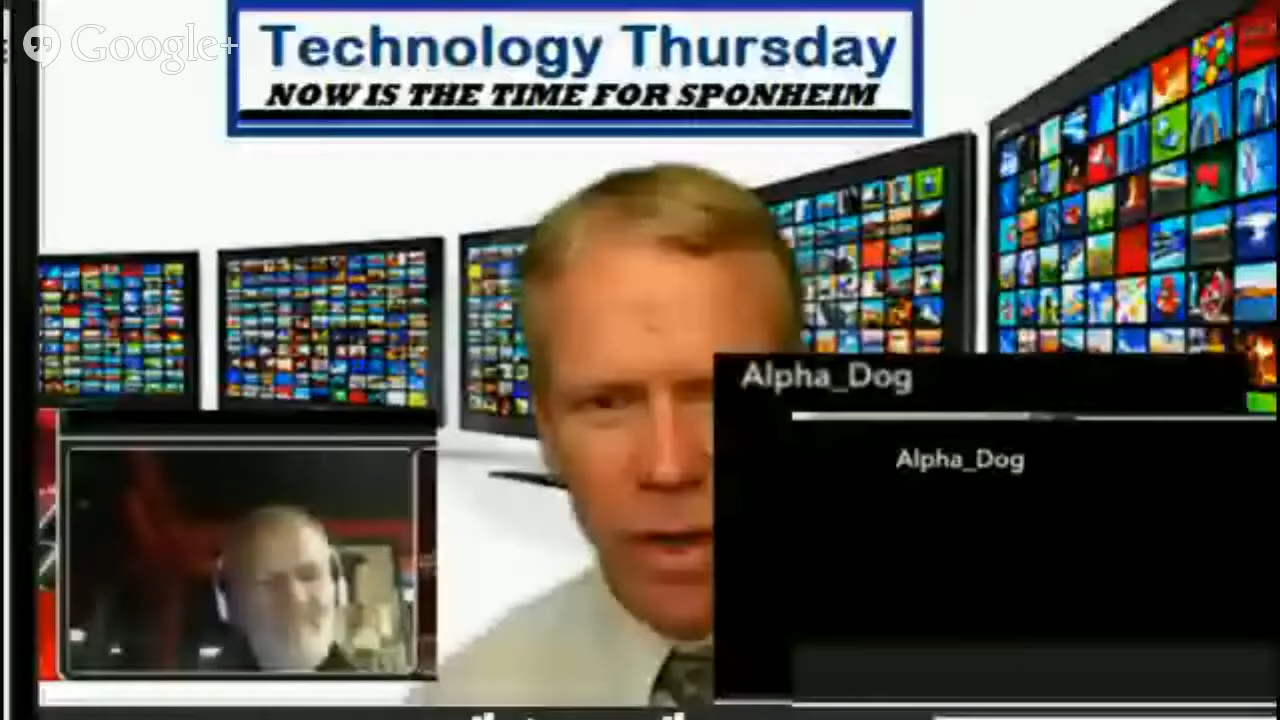 Google+
Technology Thursday
NOW IS THE TIME FOR SPONHEIM
Alpha_Dog
Alpha_Dog